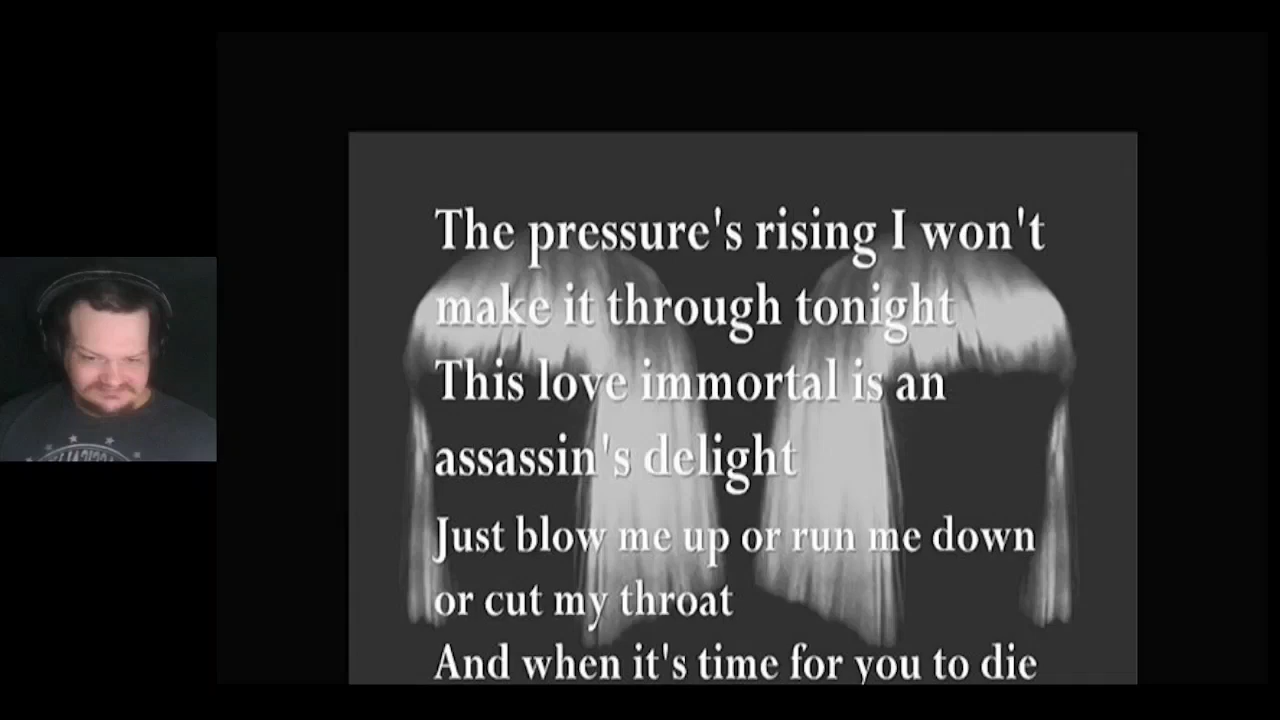 The pressure's rising I won't
make it through tonight
This love immortal is an
assassin's delight
Just blow me up or run me down
or cut my throat
And when it's time for you to die